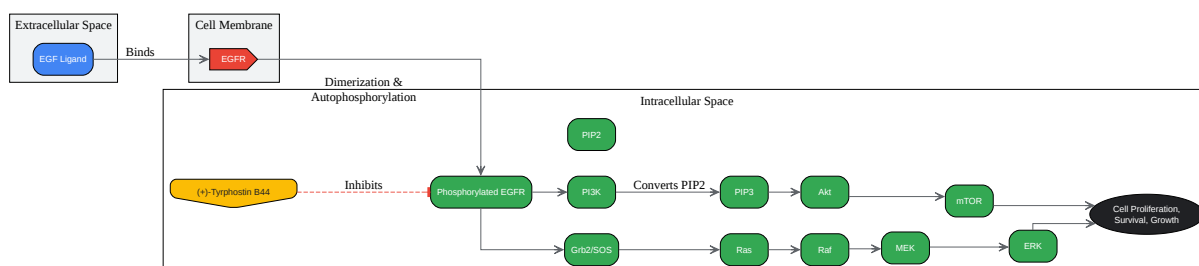 Extracellular Space
Cell Membrane
EGF Ligand
Binds
EGFR
Dimerization &
Autophosphorylation
Intracellular Space
PIP2
(+)-Tyrphostin B44
Inhibits
Phosphorylated EGFR
PI3K
Converts PIP2
PIP3
Akt
mTOR
Cell Proliferation,
Survival, Growth
Grb2/SOS
Ras
Raf
MEK
ERK